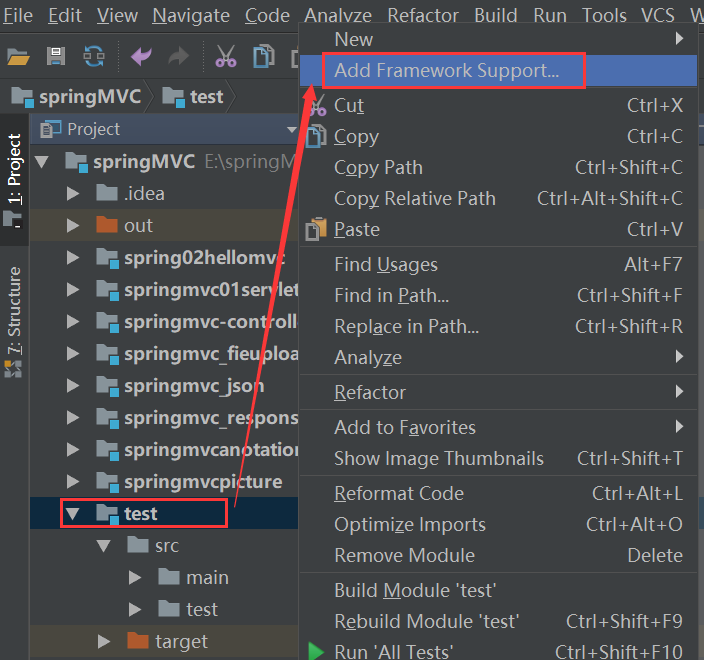 File Edit View Navigate Code Analyze Refactor Build Run Tools VCS W
springMVC test
Project
1: Project
7: Structure
springMVC E:\springM
.idea
out
spring02hellomvc
springmvc01servlet
springmvc-controll
springmvc_fieuploa
springmvc_json
springmvc_respons
springmvcanotation
springmvcpicture
test
src
main
test
target
New
Add Framework Support...
Cut Ctrl+X
Copy Ctrl+C
Copy Path Ctrl+Shift+C
Copy Relative Path Ctrl+Alt+Shift+C
Paste Ctrl+V
Find Usages Alt+F7
Find in Path... Ctrl+Shift+F
Replace in Path... Ctrl+Shift+R
Analyze
Refactor
Add to Favorites
Show Image Thumbnails Ctrl+Shift+T
Reformat Code Ctrl+Alt+L
Optimize Imports Ctrl+Alt+O
Remove Module Delete
Build Module 'test'
Rebuild Module 'test' Ctrl+Shift+F9
Run 'All Tests' Ctrl+Shift+F10